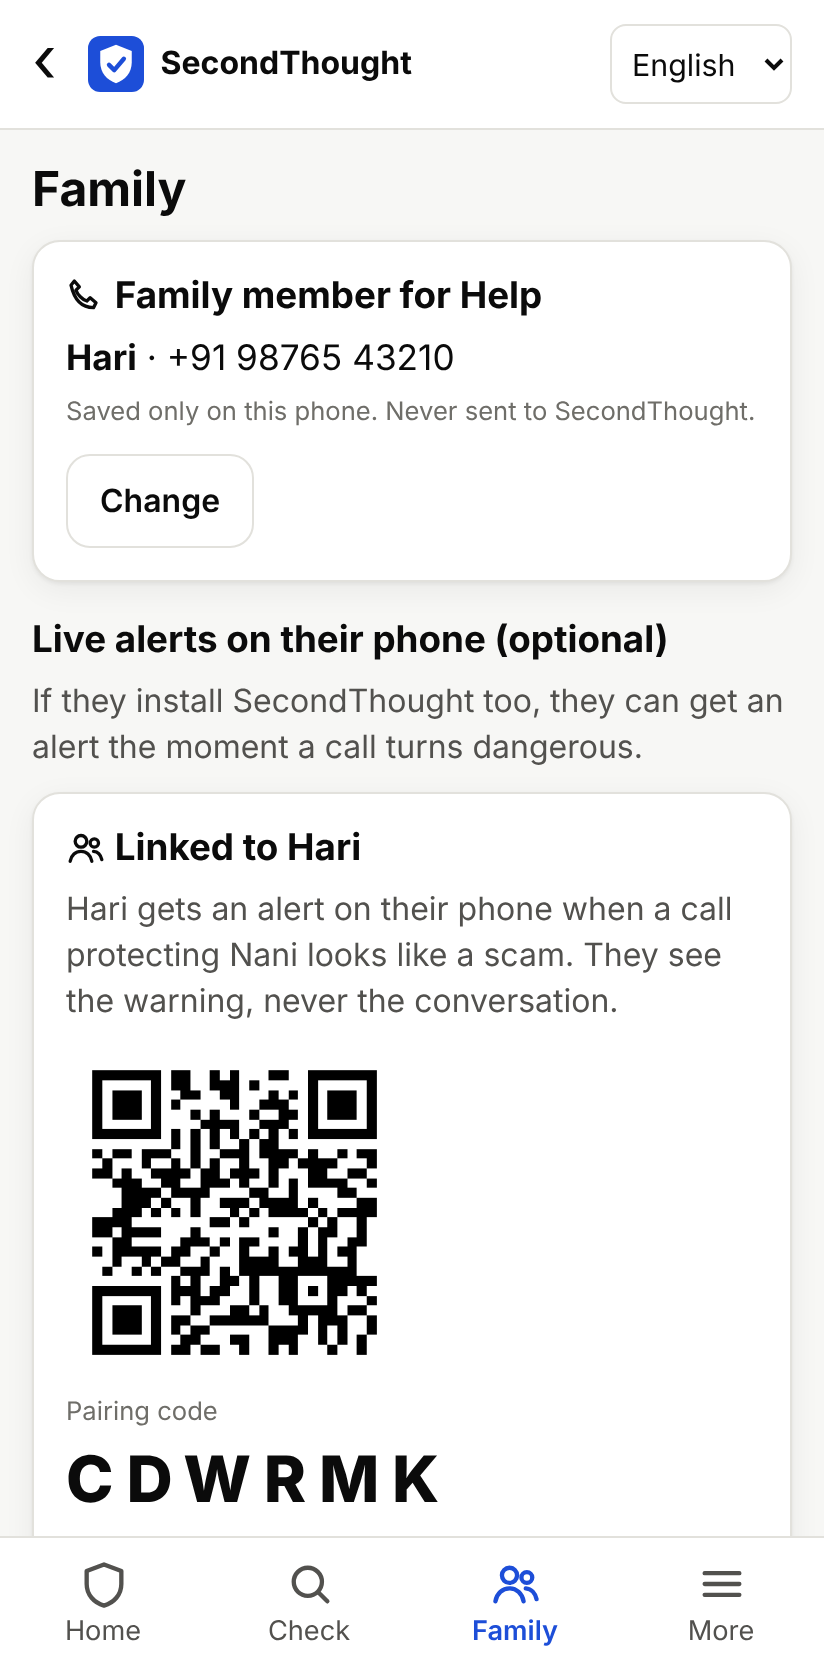 SecondThought
English
Family
Family member for Help
Hari · +91 98765 43210
Saved only on this phone. Never sent to SecondThought.
Change
Live alerts on their phone (optional)
If they install SecondThought too, they can get an
alert the moment a call turns dangerous.
Linked to Hari
Hari gets an alert on their phone when a call
protecting Nani looks like a scam. They see
the warning, never the conversation.
Pairing code
CDWRMK
Home
Check
Family
More